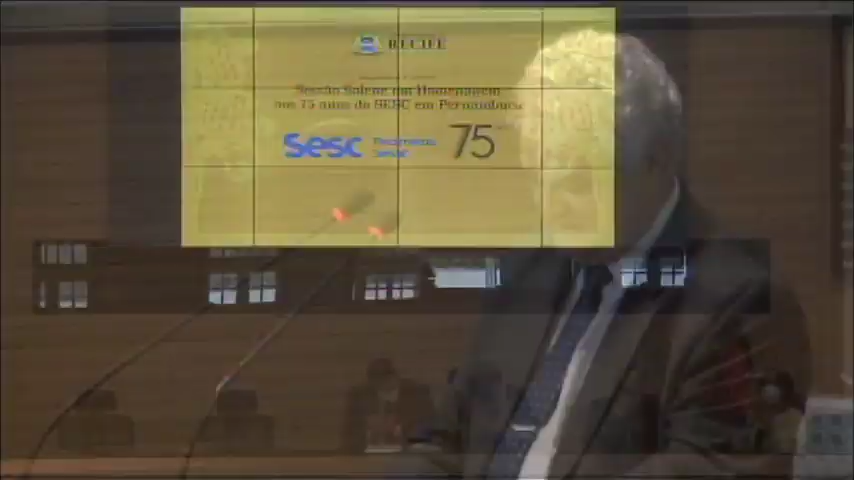 RECIFE
Sessão Solene em Homenagem
aos 75 anos do SESC em Pernambuco
Sesc
75